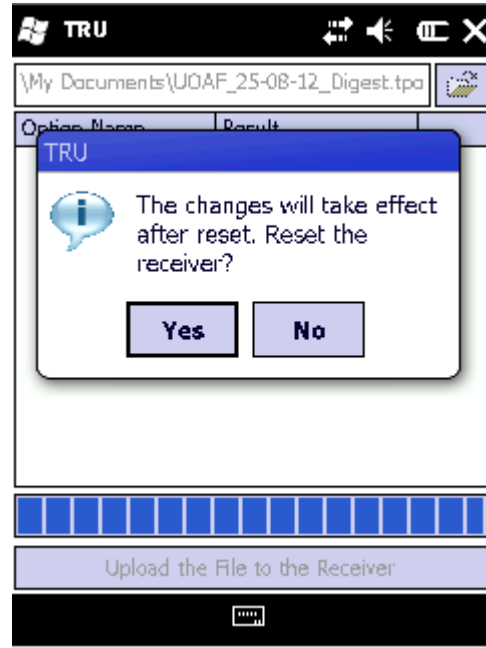 TRU
\My Documents\UOAF_25-08-12_Digest.tpo
Option Name Result
TRU
The changes will take effect
after reset. Reset the
receiver?
Yes No
Upload the File to the Receiver